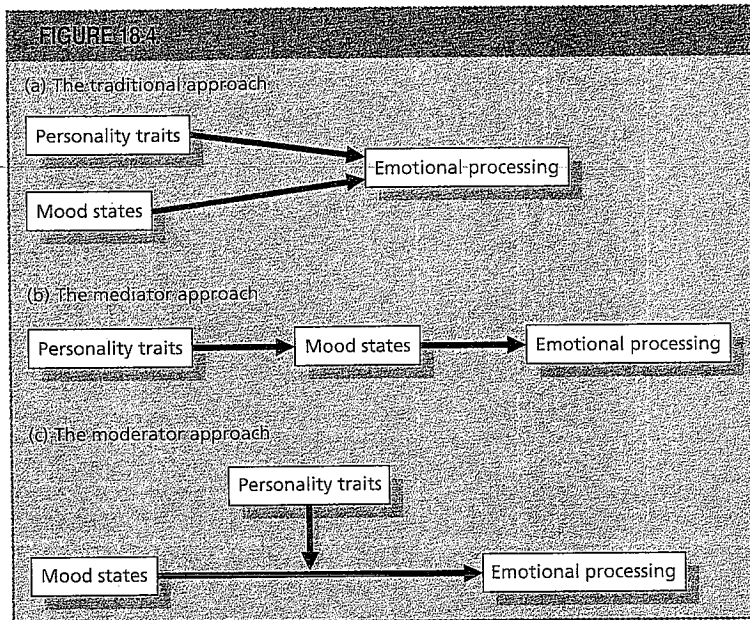 FIGURE 18.4
(a) The traditional approach
Personality traits
Emotional processing
Mood states
(b) The mediator approach
Personality traits
Mood states
Emotional processing
(c) The moderator approach
Personality traits
Mood states
Emotional processing